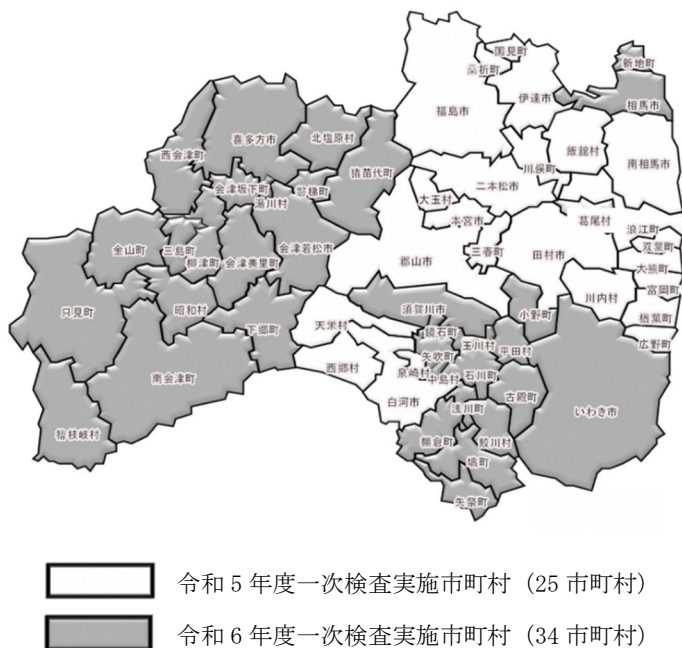 国見町
桑折町
新地町
伊達市
相馬市
福島市
喜多方市
北塩原村
西会津町
猪苗代町
川俣町
飯舘村
南相馬市
会津坂下町
磐梯町
湯川村
二本松市
大玉村
本宮市
葛尾村
浪江町
双葉町
金山町
三島町
柳津町
会津美里町
会津若松市
郡山市
三春町
田村市
大熊町
富岡町
川内村
只見町
昭和村
下郷町
須賀川市
小野町
楢葉町
天栄村
鏡石町
玉川村
平田村
広野町
矢吹町
南会津町
西郷村
泉崎村
中島村
石川町
古殿町
いわき市
白河市
浅川町
檜枝岐村
棚倉町
鮫川村
塙町
矢祭町
令和 5 年度一次検査実施市町村（25 市町村）
令和 6 年度一次検査実施市町村（34 市町村）